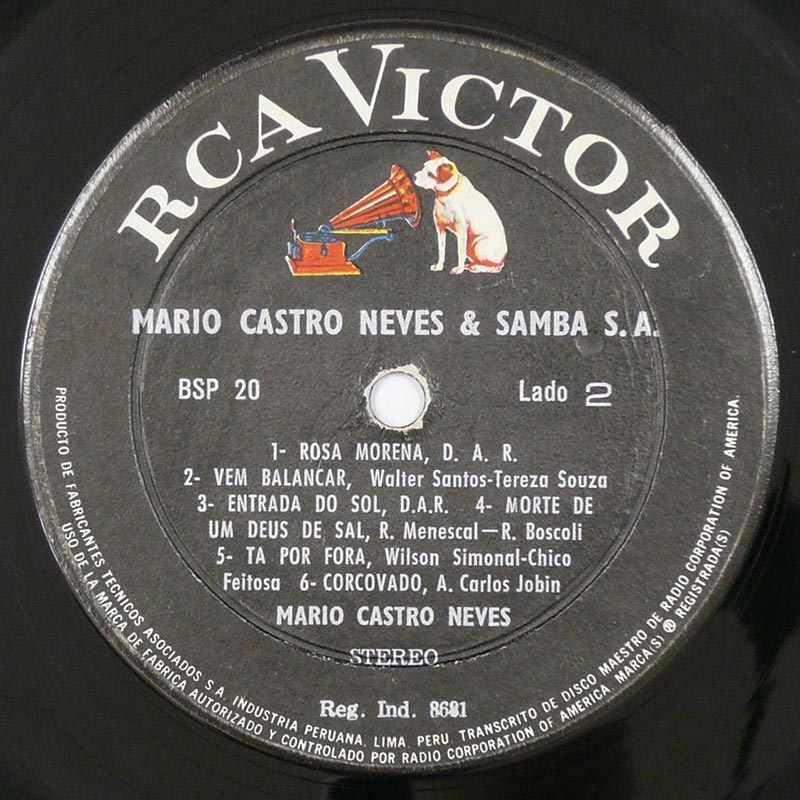 RCA VICTOR
MARIO CASTRO NEVES & SAMBA S.A.
BSP 20
Lado 2
1- ROSA MORENA, D. A. R.
2- VEM BALANCAR, Walter Santos-Tereza Souza
3- ENTRADA DO SOL, D.A.R. 4- MORTE DE
UM DEUS DE SAL, R. Menescal—R. Boscoli
5- TA POR FORA, Wilson Simonal-Chico
Feitosa 6- CORCOVADO, A. Carlos Jobin
MARIO CASTRO NEVES
STEREO
Reg. Ind. 8681
PRODUCTO DE FABRICANTES TECNICOS ASOCIADOS S.A. INDUSTRIA PERUANA, LIMA, PERU. TRANSCRITO DE DISCO MAESTRO DE RADIO CORPORATION OF AMERICA.
USO DE LA MARCA DE FABRICA AUTORIZADO Y CONTROLADO POR RADIO CORPORATION OF AMERICA. MARCA(S) ® REGISTRADA(S)